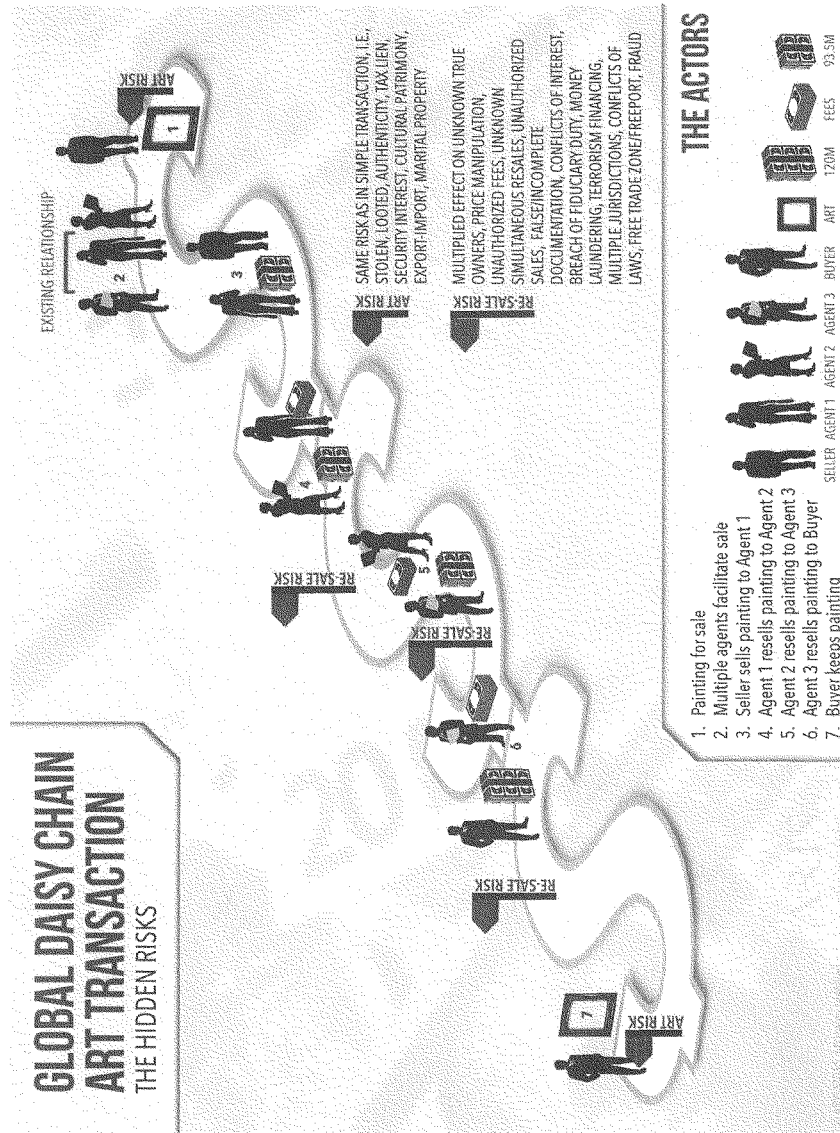 GLOBAL DAISY CHAIN
ART TRANSACTION
THE HIDDEN RISKS
EXISTING RELATIONSHIP
1
ART RISK
2
3
4
RE-SALE RISK
5
RE-SALE RISK
6
RE-SALE RISK
7
ART RISK
ART RISK
SAME RISK AS IN SIMPLE TRANSACTION, I.E.,
STOLEN, LOOTED, AUTHENTICITY, TAX LIEN,
SECURITY INTEREST, CULTURAL PATRIMONY,
EXPORT-IMPORT, MARITAL PROPERTY
RE-SALE RISK
MULTIPLIED EFFECT ON UNKNOWN TRUE
OWNERS, PRICE MANIPULATION,
UNAUTHORIZED FEES, UNKNOWN
SIMULTANEOUS RESALES, UNAUTHORIZED
SALES, FALSE/INCOMPLETE
DOCUMENTATION, CONFLICTS OF INTEREST,
BREACH OF FIDUCIARY DUTY, MONEY
LAUNDERING, TERRORISM FINANCING,
MULTIPLE JURISDICTIONS, CONFLICTS OF
LAWS, FREE TRADE ZONE/FREEPORT, FRAUD
1. Painting for sale
2. Multiple agents facilitate sale
3. Seller sells painting to Agent 1
4. Agent 1 resells painting to Agent 2
5. Agent 2 resells painting to Agent 3
6. Agent 3 resells painting to Buyer
7. Buyer keeps painting
THE ACTORS
SELLER AGENT 1 AGENT 2 AGENT 3 BUYER ART 120M FEES 93.5M